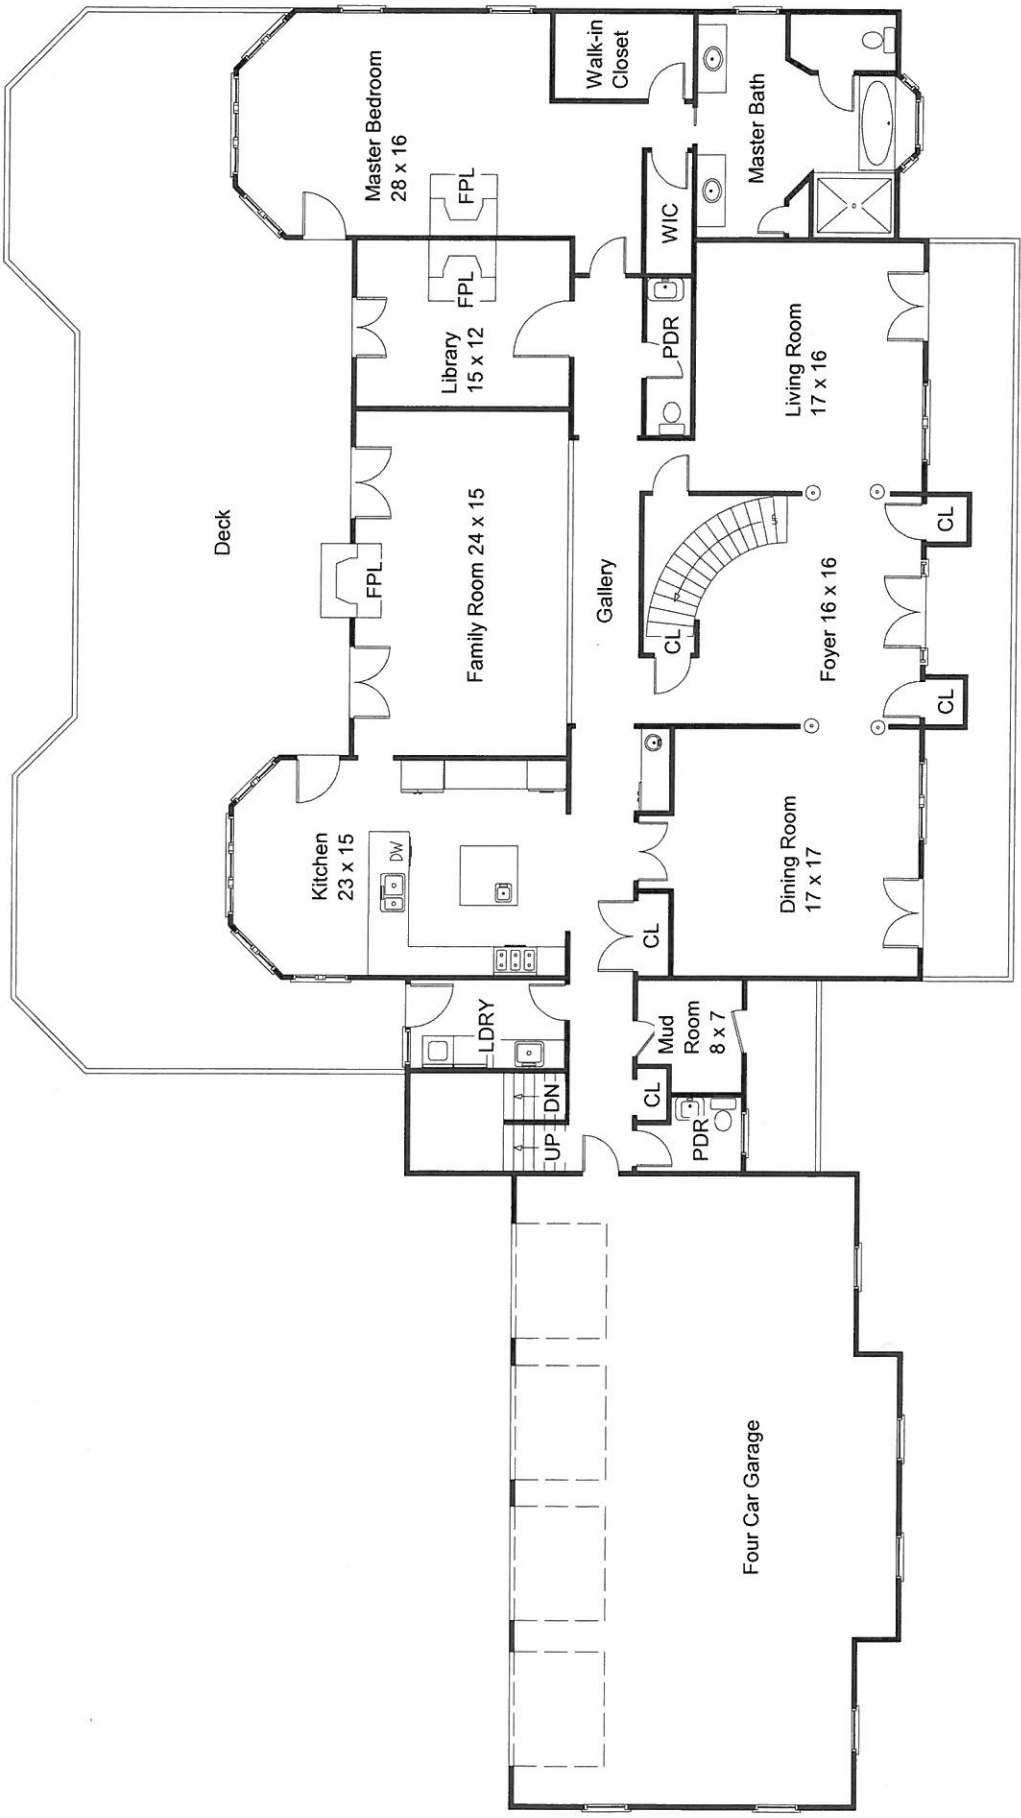 Deck
Master Bedroom
28 x 16
Walk-in
Closet
FPL
FPL
Master Bath
WIC
Library
15 x 12
PDR
Living Room
17 x 16
Family Room 24 x 15
FPL
Gallery
UP
CL
CL
Foyer 16 x 16
CL
Kitchen
23 x 15
DW
Dining Room
17 x 17
CL
LDRY
Mud
Room
8 x 7
DN
UP
CL
PDR
Four Car Garage